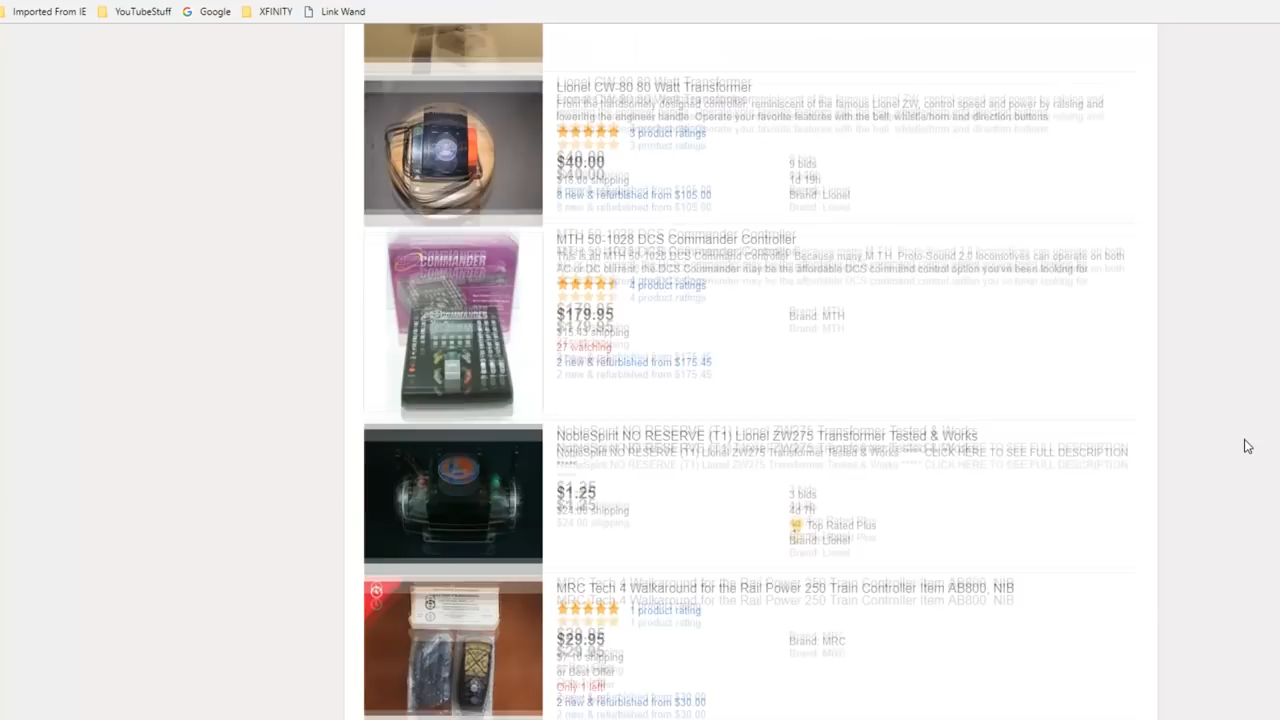 Imported From IE YouTubeStuff Google XFINITY Link Wand
Lionel CW-80 80 Watt Transformer
From the handsomely designed controller, reminiscent of the famous Lionel ZW, control speed and power by raising and
lowering the engineer handle. Operate your favorite features with the bell, whistle/horn and direction buttons.
3 product ratings
$40.00 9 bids
shipping 1d 19h
8 new & refurbished from $105.00 Brand: Lionel
MTH 50-1028 DCS Commander Controller
This is an MTH 50-1028 DCS Command Controller. Because many M.T.H. Proto-Sound 2.0 locomotives can operate on both
AC or DC current, the DCS Commander may be the affordable DCS command control option you've been looking for
COMMANDER
4 product ratings
$179.95 Brand: MTH
shipping
27 watching
2 new & refurbished from $175.45
NobleSpirit NO RESERVE (T1) Lionel ZW275 Transformer Tested & Works
NobleSpirit NO RESERVE (T1) Lionel ZW275 Transformer Tested & Works ***** CLICK HERE TO SEE FULL DESCRIPTION
*****
$1.25 3 bids
$24.00 shipping 4d 7h
Top Rated Plus
Brand: Lionel
MRC Tech 4 Walkaround for the Rail Power 250 Train Controller Item AB800, NIB
1 product rating
$29.95 Brand: MRC
shipping
or Best Offer
Only 1 left!
2 new & refurbished from $30.00